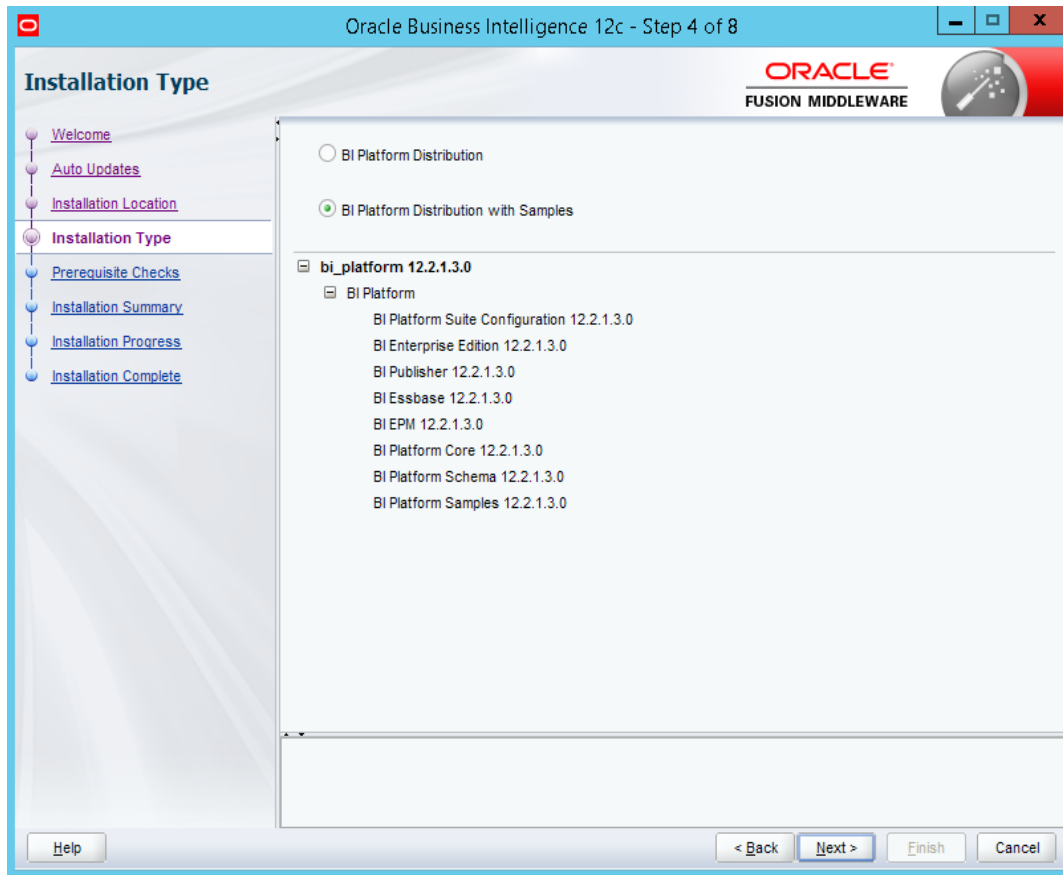 Oracle Business Intelligence 12c - Step 4 of 8
Installation Type
ORACLE
FUSION MIDDLEWARE
Welcome
Auto Updates
Installation Location
Installation Type
Prerequisite Checks
Installation Summary
Installation Progress
Installation Complete
BI Platform Distribution
BI Platform Distribution with Samples
bi_platform 12.2.1.3.0
BI Platform
BI Platform Suite Configuration 12.2.1.3.0
BI Enterprise Edition 12.2.1.3.0
BI Publisher 12.2.1.3.0
BI Essbase 12.2.1.3.0
BI EPM 12.2.1.3.0
BI Platform Core 12.2.1.3.0
BI Platform Schema 12.2.1.3.0
BI Platform Samples 12.2.1.3.0
Help
< Back Next > Finish Cancel